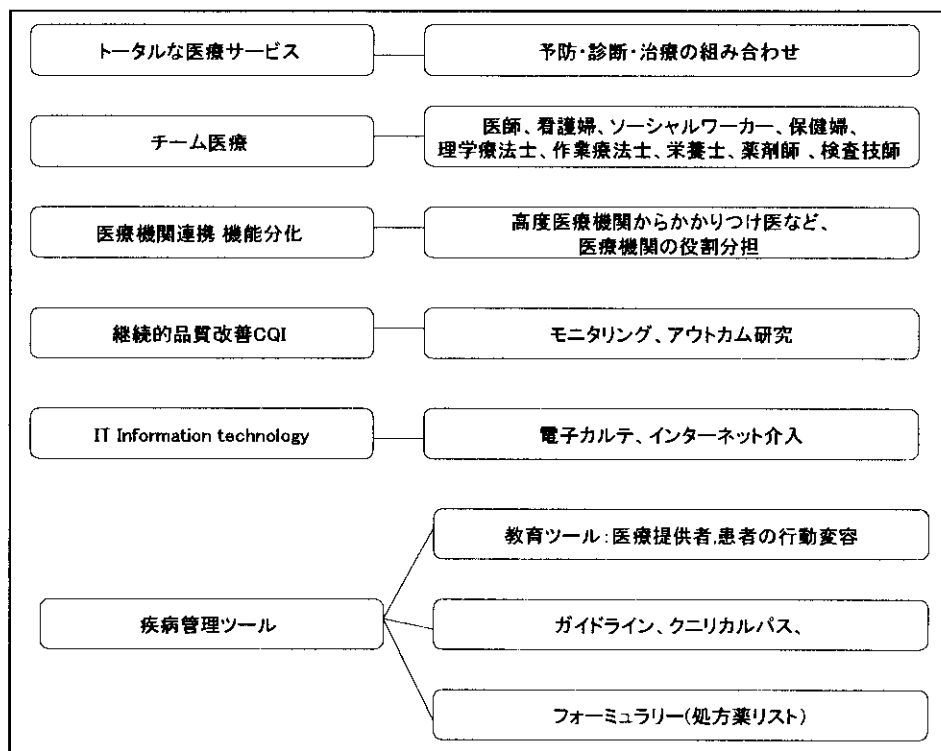 トータルな医療サービス
予防・診断・治療の組み合わせ
チーム医療
医師、看護婦、ソーシャルワーカー、保健婦、
理学療法士、作業療法士、栄養士、薬剤師 、検査技師
医療機関連携 機能分化
高度医療機関からかかりつけ医など、
医療機関の役割分担
継続的品質改善CQI
モニタリング、アウトカム研究
IT Information technology
電子カルテ、インターネット介入
教育ツール:医療提供者,患者の行動変容
疾病管理ツール
ガイドライン、クニリカルパス、
フォーミュラリー(処方薬リスト)